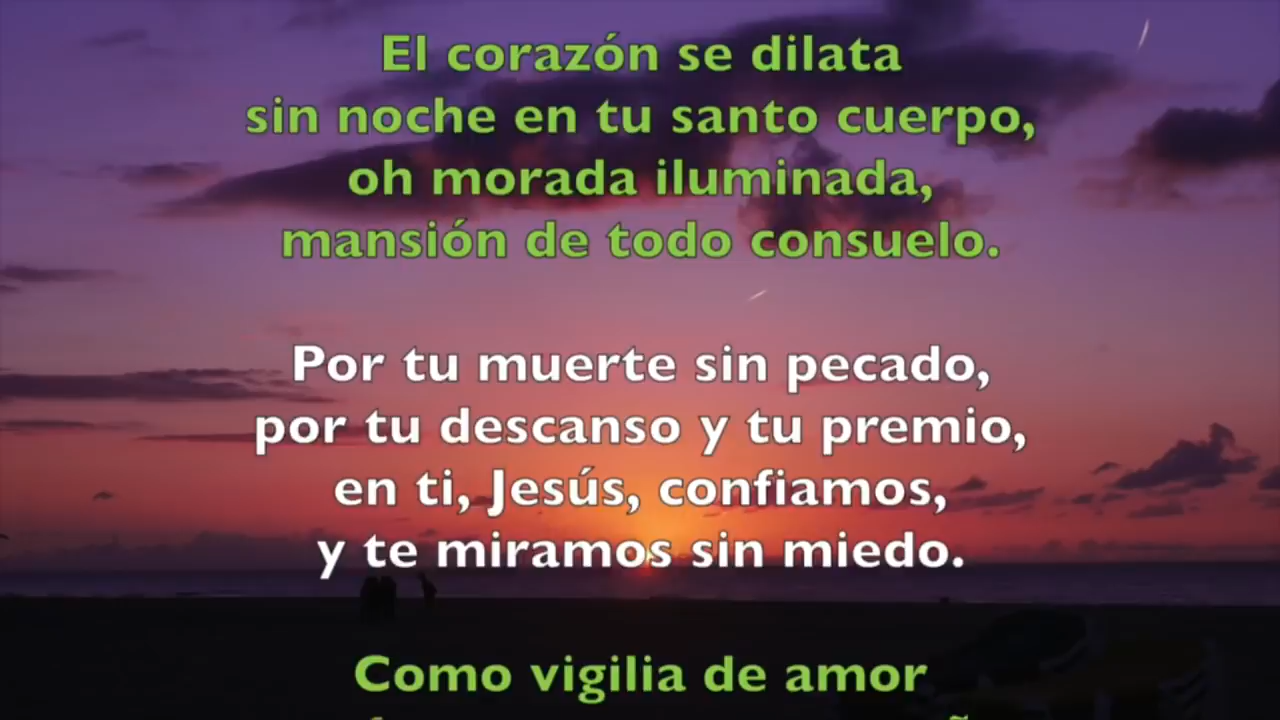 El corazón se dilata
sin noche en tu santo cuerpo,
oh morada iluminada,
mansión de todo consuelo.
Por tu muerte sin pecado,
por tu descanso y tu premio,
en ti, Jesús, confiamos,
y te miramos sin miedo.
Como vigilia de amor